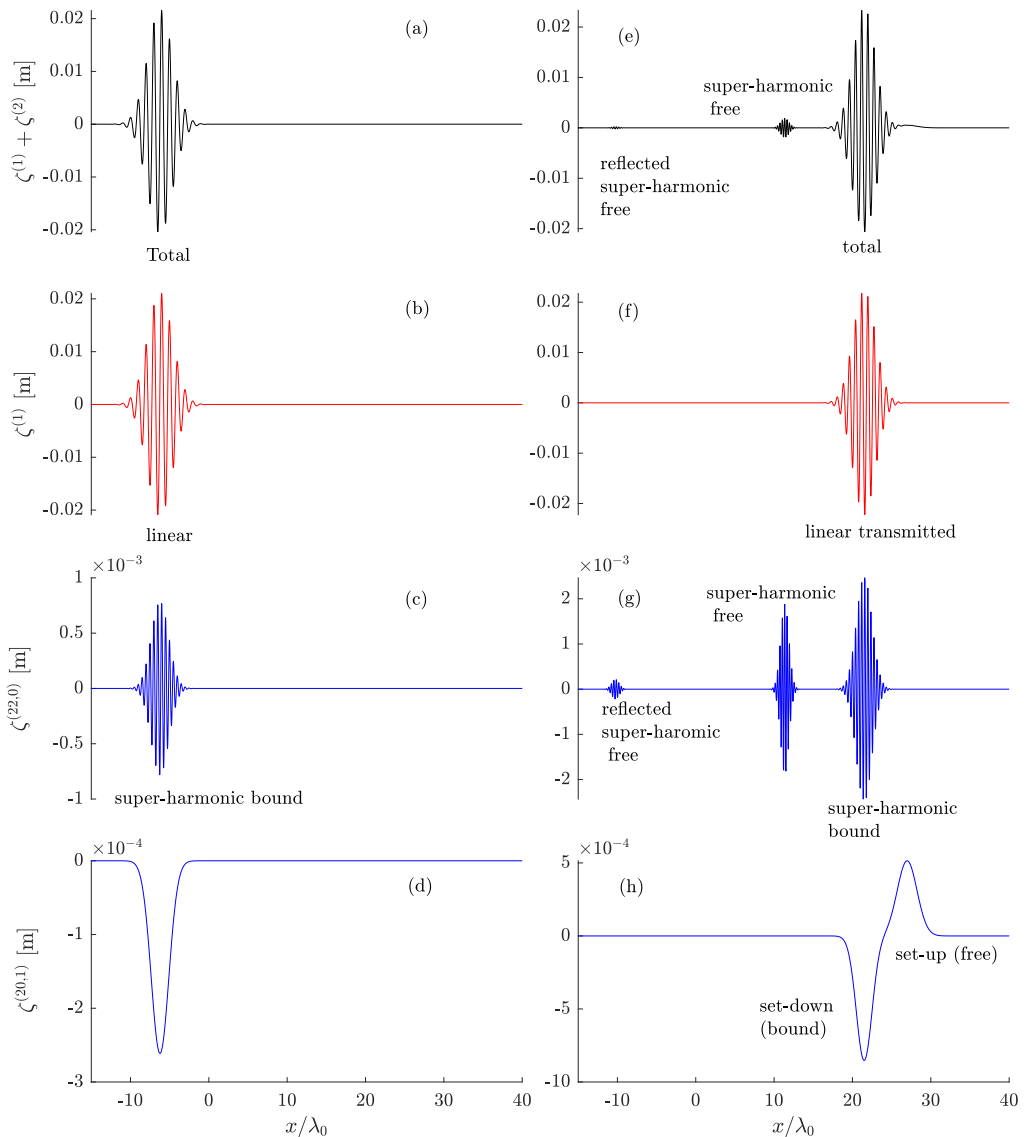 0.02
0.01
0
-0.01
-0.02
ζ⁽¹⁾ + ζ⁽²⁾ [m]
(a)
Total
0.02
0.01
0
-0.01
-0.02
(e)
super-harmonic
free
reflected
super-harmonic
free
total
0.02
0.01
0
-0.01
-0.02
ζ⁽¹⁾ [m]
(b)
linear
0.02
0.01
0
-0.01
-0.02
(f)
linear transmitted
×10⁻³
1
0.5
0
-0.5
-1
ζ⁽²²,⁰⁾ [m]
(c)
super-harmonic bound
×10⁻³
2
1
0
-1
-2
(g)
super-harmonic
free
reflected
super-haromic
free
super-harmonic
bound
×10⁻⁴
0
-1
-2
-3
ζ⁽²⁰,¹⁾ [m]
(d)
-10 0 10 20 30 40
x/λ₀
×10⁻⁴
5
0
-5
-10
(h)
set-up (free)
set-down
(bound)
-10 0 10 20 30 40
x/λ₀